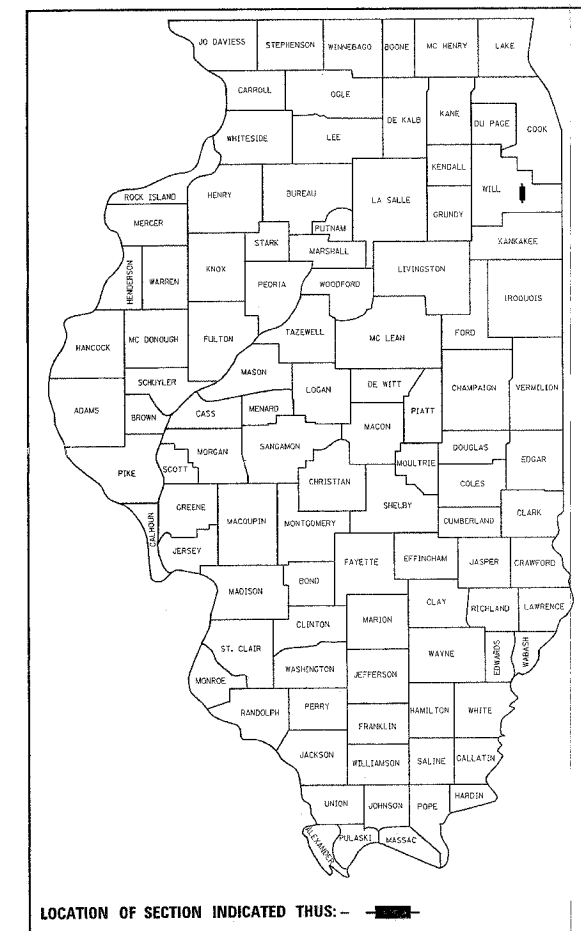 JO DAVIESS
STEPHENSON
WINNEBAGO
BOONE
MC HENRY
LAKE
CARROLL
OGLE
DE KALB
KANE
DU PAGE
COOK
WHITESIDE
LEE
KENDALL
WILL
ROCK ISLAND
HENRY
BUREAU
LA SALLE
GRUNDY
MERCER
PUTNAM
KANKAKEE
STARK
MARSHALL
HENDERSON
WARREN
KNOX
PEORIA
WOODFORD
LIVINGSTON
IROQUOIS
TAZEWELL
MC LEAN
FORD
HANCOCK
MC DONOUGH
FULTON
MASON
SCHUYLER
LOGAN
DE WITT
CHAMPAIGN
VERMILION
ADAMS
BROWN
CASS
MENARD
MACON
PIATT
MORGAN
SANGAMON
DOUGLAS
EDGAR
PIKE
SCOTT
CHRISTIAN
MOULTRIE
COLES
GREENE
MACOUPIN
MONTGOMERY
SHELBY
CUMBERLAND
CLARK
CALHOUN
JERSEY
FAYETTE
EFFINGHAM
JASPER
CRAWFORD
MADISON
BOND
CLAY
RICHLAND
LAWRENCE
CLINTON
MARION
ST. CLAIR
WAYNE
EDWARDS
WABASH
WASHINGTON
JEFFERSON
MONROE
RANDOLPH
PERRY
HAMILTON
WHITE
FRANKLIN
JACKSON
WILLIAMSON
SALINE
GALLATIN
UNION
JOHNSON
POPE
HARDIN
ALEXANDER
PULASKI
MASSAC
LOCATION OF SECTION INDICATED THUS: -